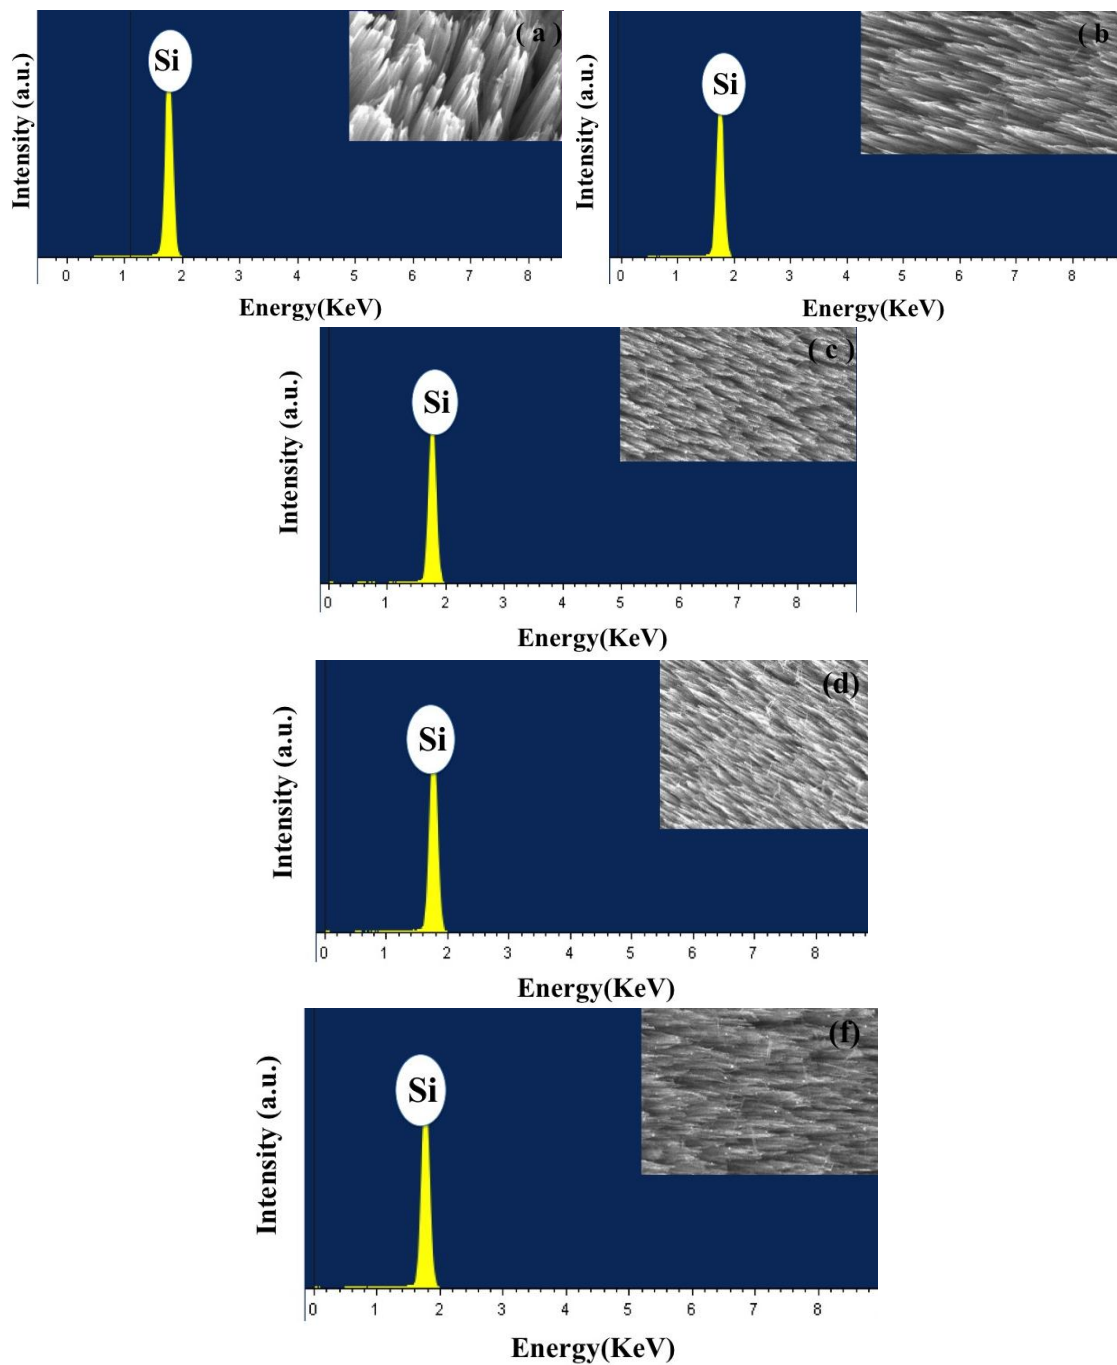 ( a )
Si
Intensity (a.u.)
0 1 2 3 4 5 6 7 8
Energy(KeV)
( b )
Si
Intensity (a.u.)
0 1 2 3 4 5 6 7 8
Energy(KeV)
( c )
Si
Intensity (a.u.)
0 1 2 3 4 5 6 7 8
Energy(KeV)
(d)
Si
Intensity (a.u.)
0 1 2 3 4 5 6 7 8
Energy(KeV)
(f)
Si
Intensity (a.u.)
0 1 2 3 4 5 6 7 8
Energy(KeV)